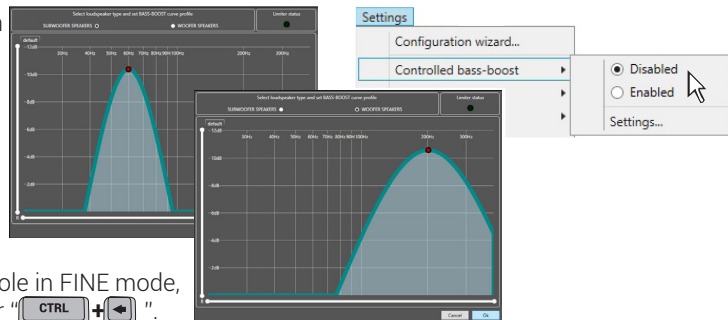 Select loudspeaker type and set BASS-BOOST curve profile
Limiter status
SUBWOOFER SPEAKERS
WOOFER SPEAKERS
default
-12dB
30Hz 40Hz 50Hz 60Hz 70Hz 80Hz 90Hz 100Hz 200Hz 300Hz
-10dB
-8dB
-6dB
-4dB
-2dB
Settings
Configuration wizard...
Controlled bass-boost
Disabled
Enabled
Settings...
Select loudspeaker type and set BASS-BOOST curve profile
Limiter status
SUBWOOFER SPEAKERS
WOOFER SPEAKERS
default
-12dB
30Hz 40Hz 50Hz 60Hz 70Hz 80Hz 90Hz 100Hz 200Hz 300Hz
-10dB
-8dB
-6dB
-4dB
-2dB
Cancel Ok
ole in FINE mode,
“CTRL + ←”.